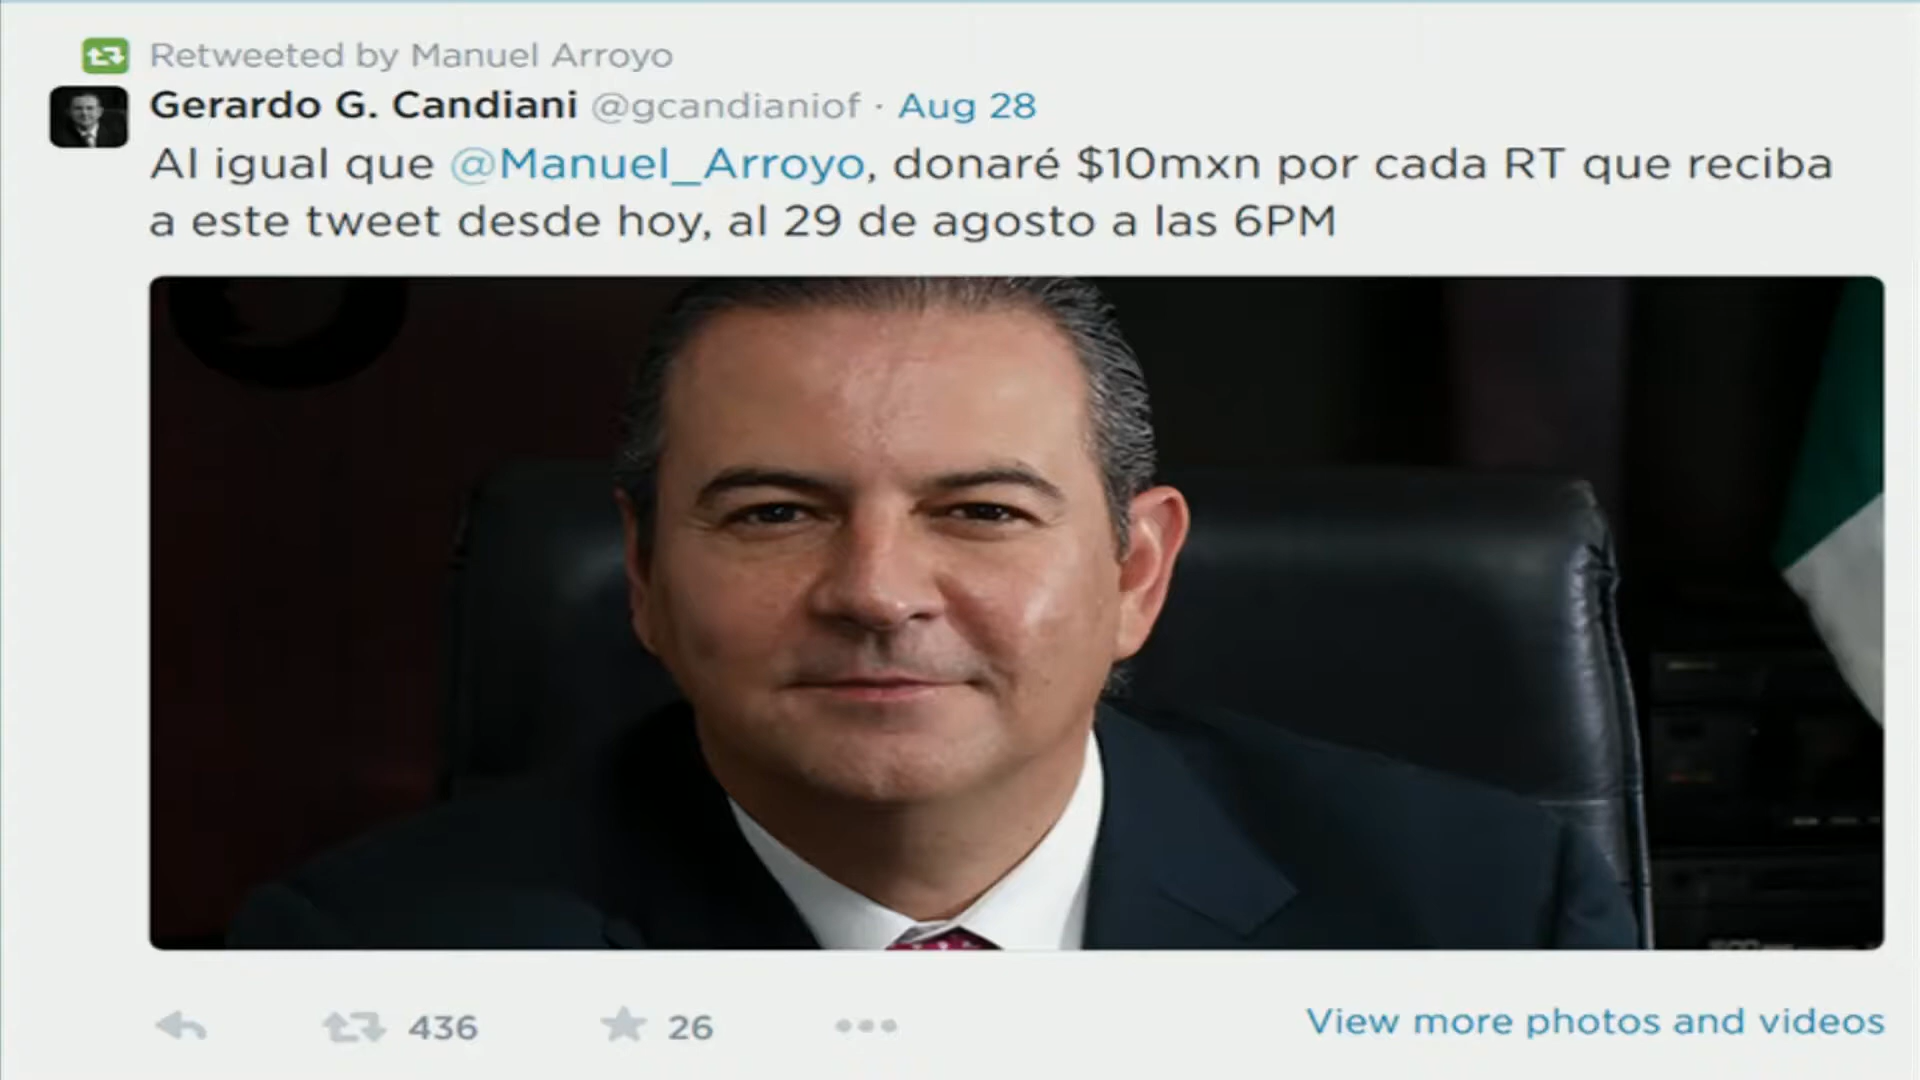 Retweeted by Manuel Arroyo
Gerardo G. Candiani @gcandianiof · Aug 28
Al igual que @Manuel_Arroyo, donaré $10mxn por cada RT que reciba
a este tweet desde hoy, al 29 de agosto a las 6PM
436 26 View more photos and videos